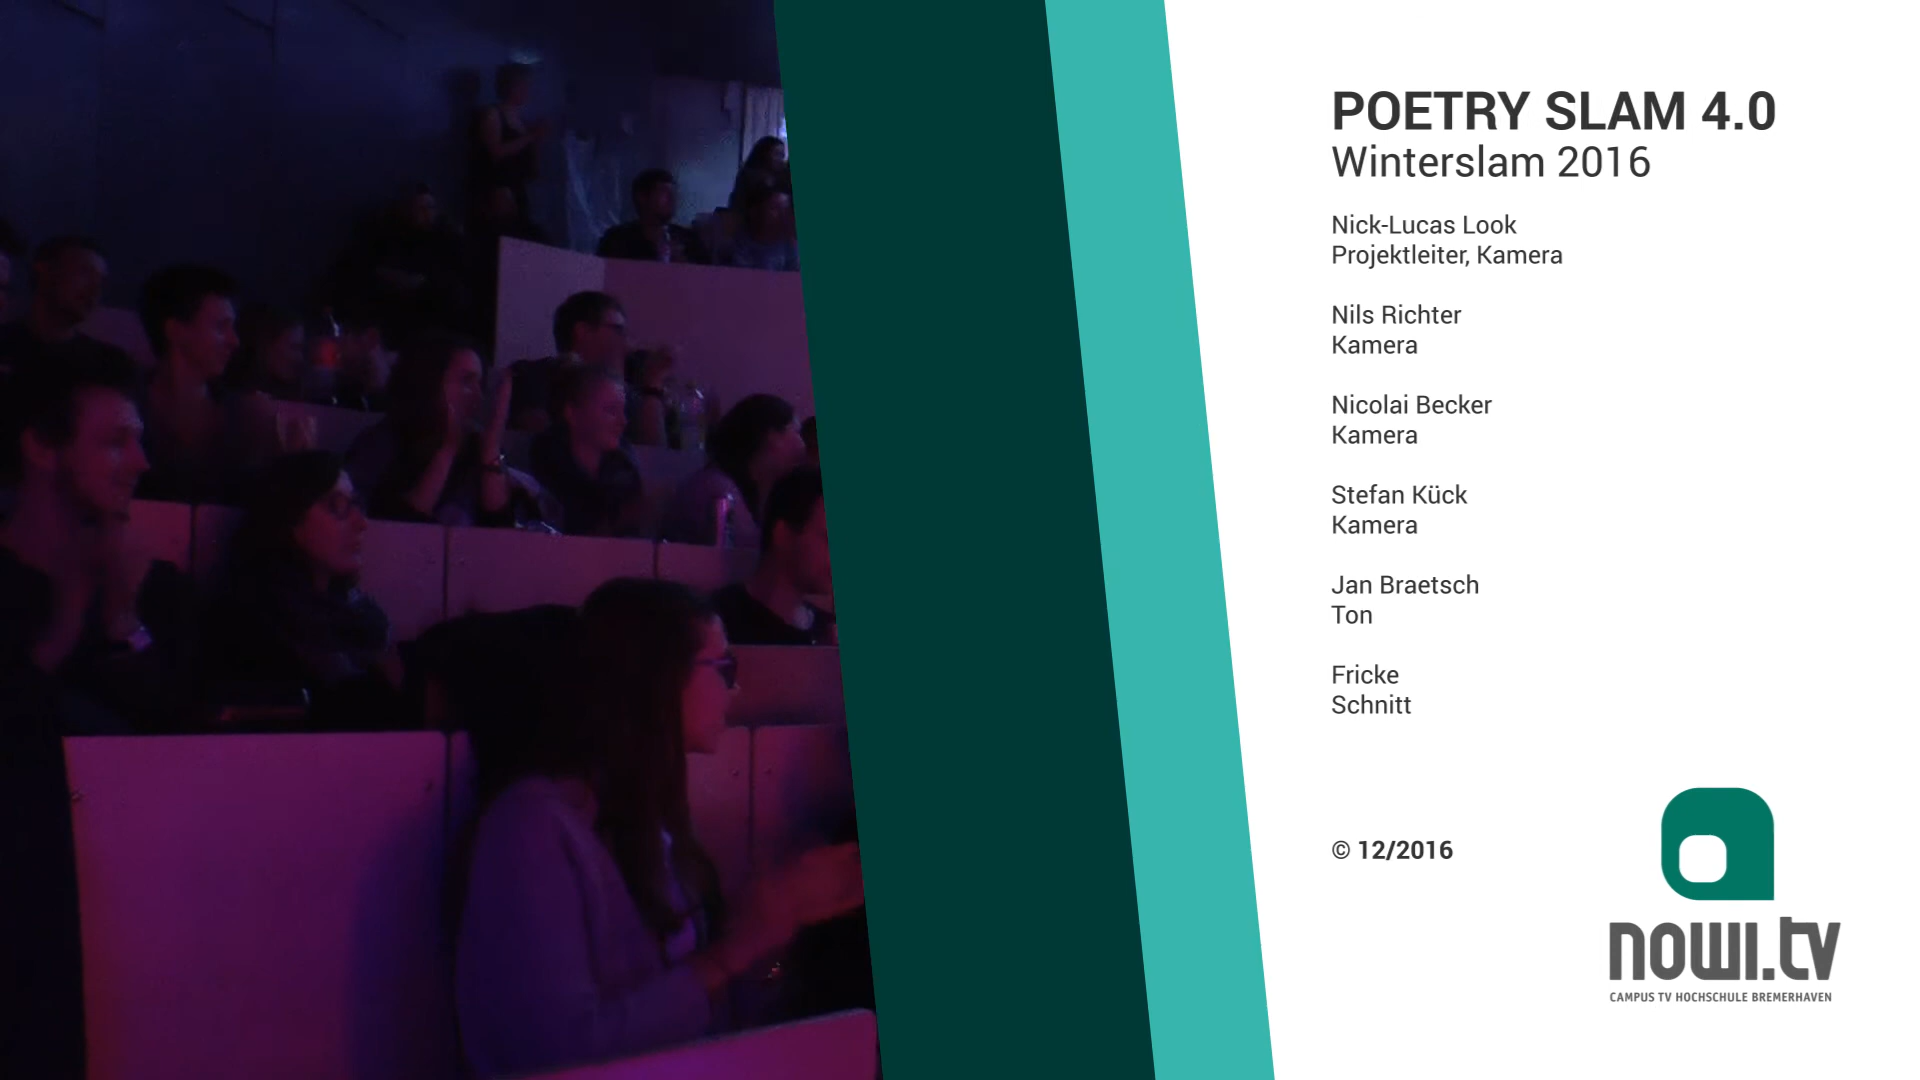 POETRY SLAM 4.0
Winterslam 2016
Nick-Lucas Look
Projektleiter, Kamera
Nils Richter
Kamera
Nicolai Becker
Kamera
Stefan Kück
Kamera
Jan Braetsch
Ton
Fricke
Schnitt
© 12/2016
nowi.tv
CAMPUS TV HOCHSCHULE BREMERHAVEN